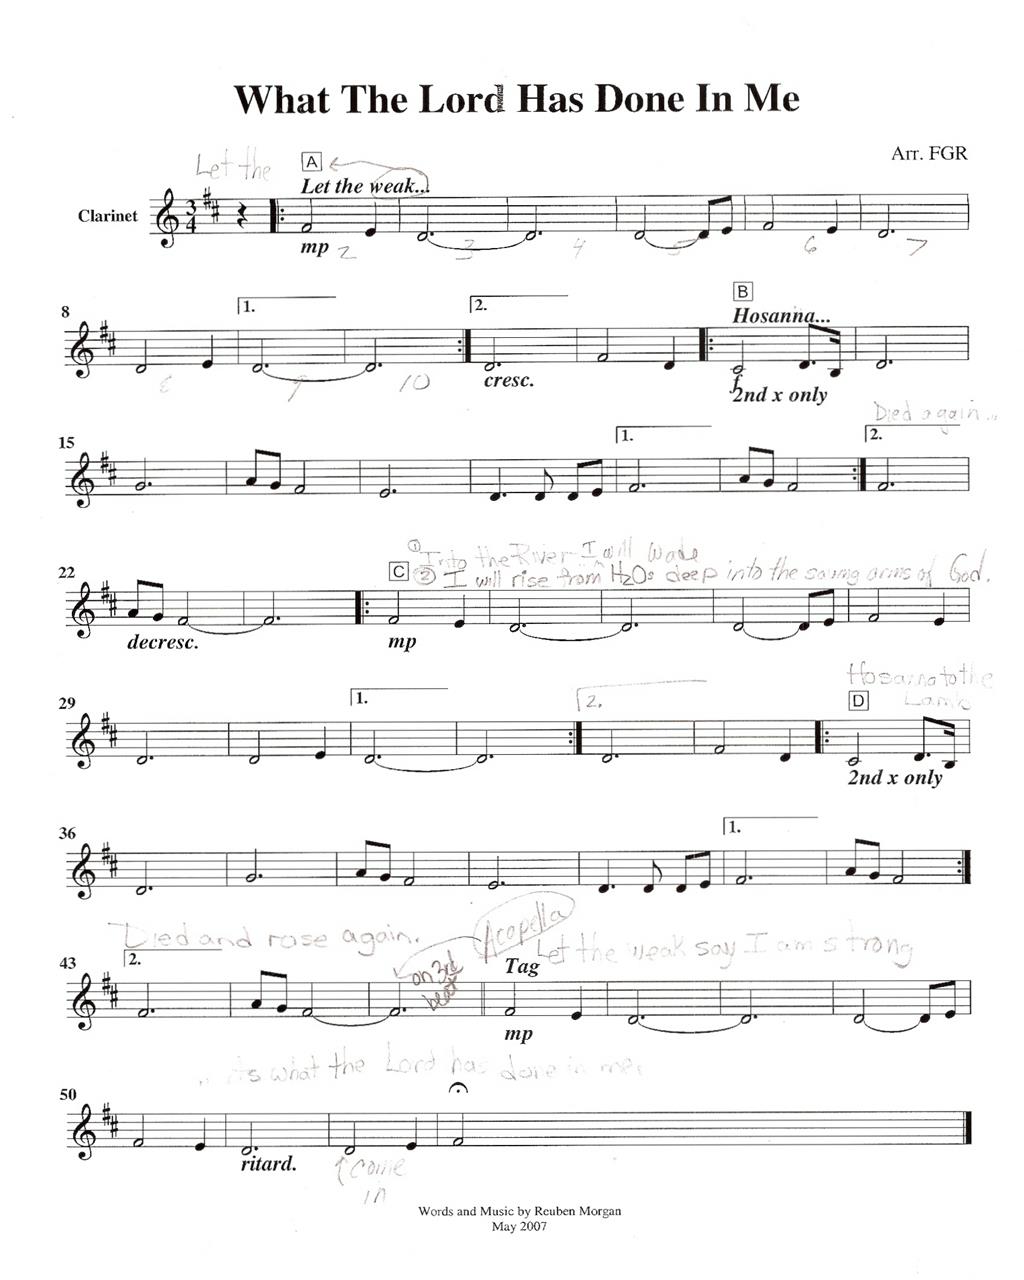 What The Lord Has Done In Me
Arr. FGR
Let the
A
Let the weak...
Clarinet
3
4
mp 2 3 4 5 6 7
8
1.
2.
B
Hosanna...
cresc.
f
2nd x only
8 9 10
Died again...
15
1.
2.
① Into the River I will wade
22
C ② I will rise from H2Os deep into the saving arms of God.
decresc.
mp
Hosanna to the
Lamb
29
1.
2.
D
2nd x only
36
1.
Died and rose again.
Acapella
Let the weak say I am strong
43
2.
on 3rd
beat
Tag
mp
... its what the Lord has done in me.
50
ritard.
come
in
Words and Music by Reuben Morgan
May 2007